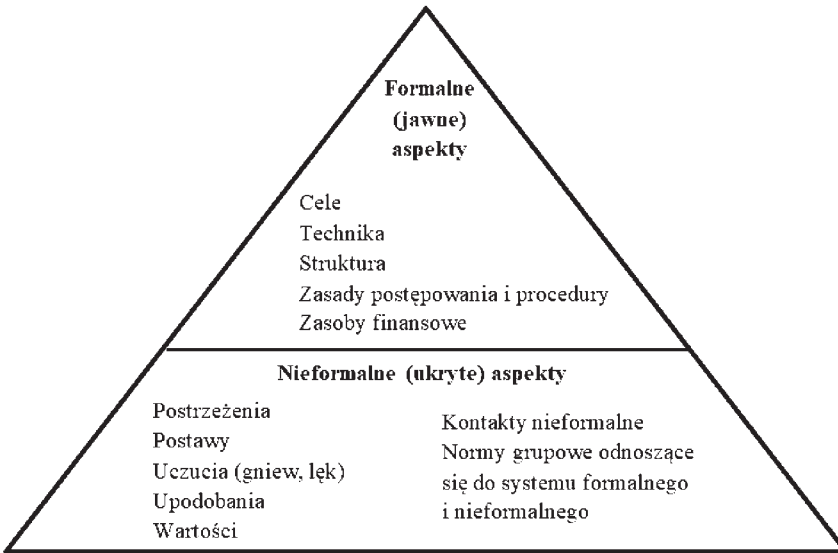 Formalne
(jawne)
aspekty
Cele
Technika
Struktura
Zasady postępowania i procedury
Zasoby finansowe
Nieformalne (ukryte) aspekty
Postrzeżenia
Postawy
Uczucia (gniew, lęk)
Upodobania
Wartości
Kontakty nieformalne
Normy grupowe odnoszące
się do systemu formalnego
i nieformalnego